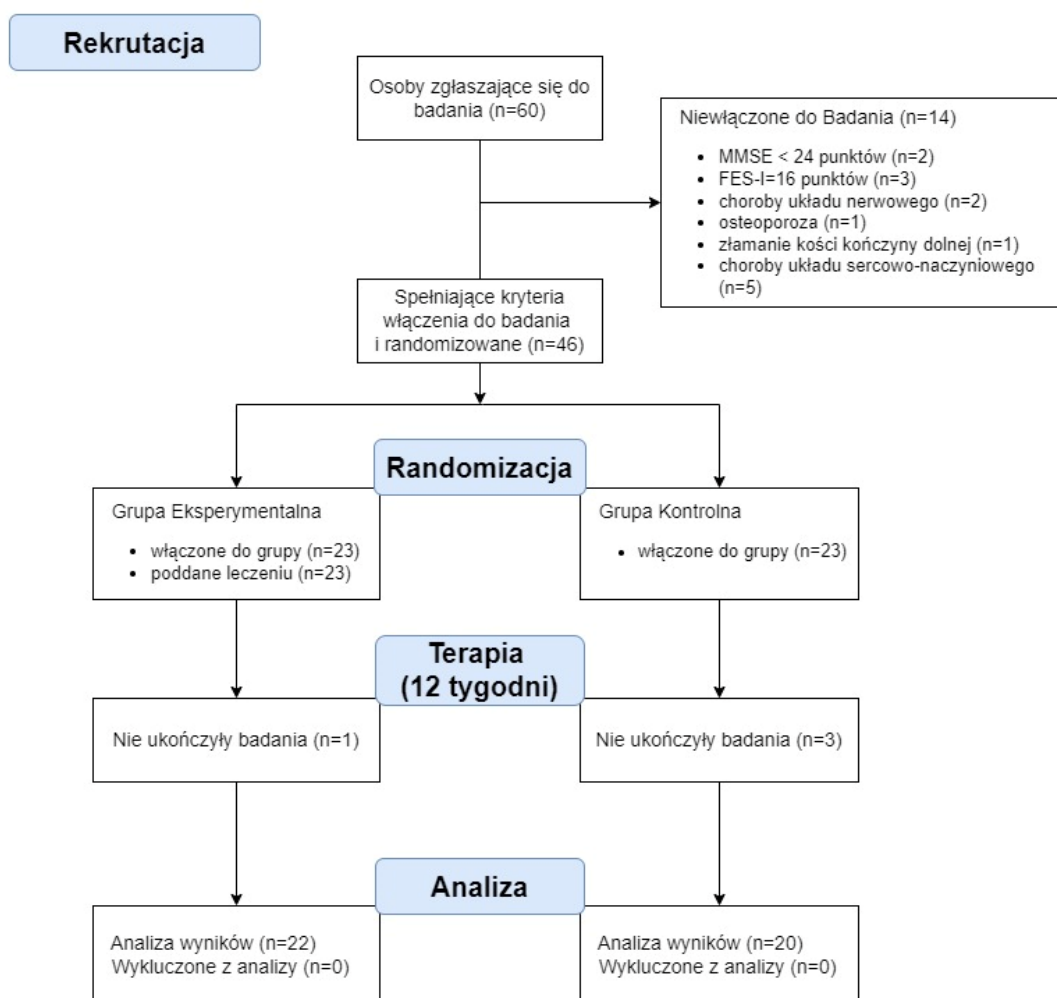 Rekrutacja
Osoby zgłaszające się do
badania (n=60)
Niewłączone do Badania (n=14)
• MMSE < 24 punktów (n=2)
• FES-I=16 punktów (n=3)
• choroby układu nerwowego (n=2)
• osteoporoza (n=1)
• złamanie kości kończyny dolnej (n=1)
• choroby układu sercowo-naczyniowego
(n=5)
Spełniające kryteria
włączenia do badania
i randomizowane (n=46)
Randomizacja
Grupa Eksperymentalna
• włączone do grupy (n=23)
• poddane leczeniu (n=23)
Grupa Kontrolna
• włączone do grupy (n=23)
Terapia
(12 tygodni)
Nie ukończyły badania (n=1)
Nie ukończyły badania (n=3)
Analiza
Analiza wyników (n=22)
Wykluczone z analizy (n=0)
Analiza wyników (n=20)
Wykluczone z analizy (n=0)